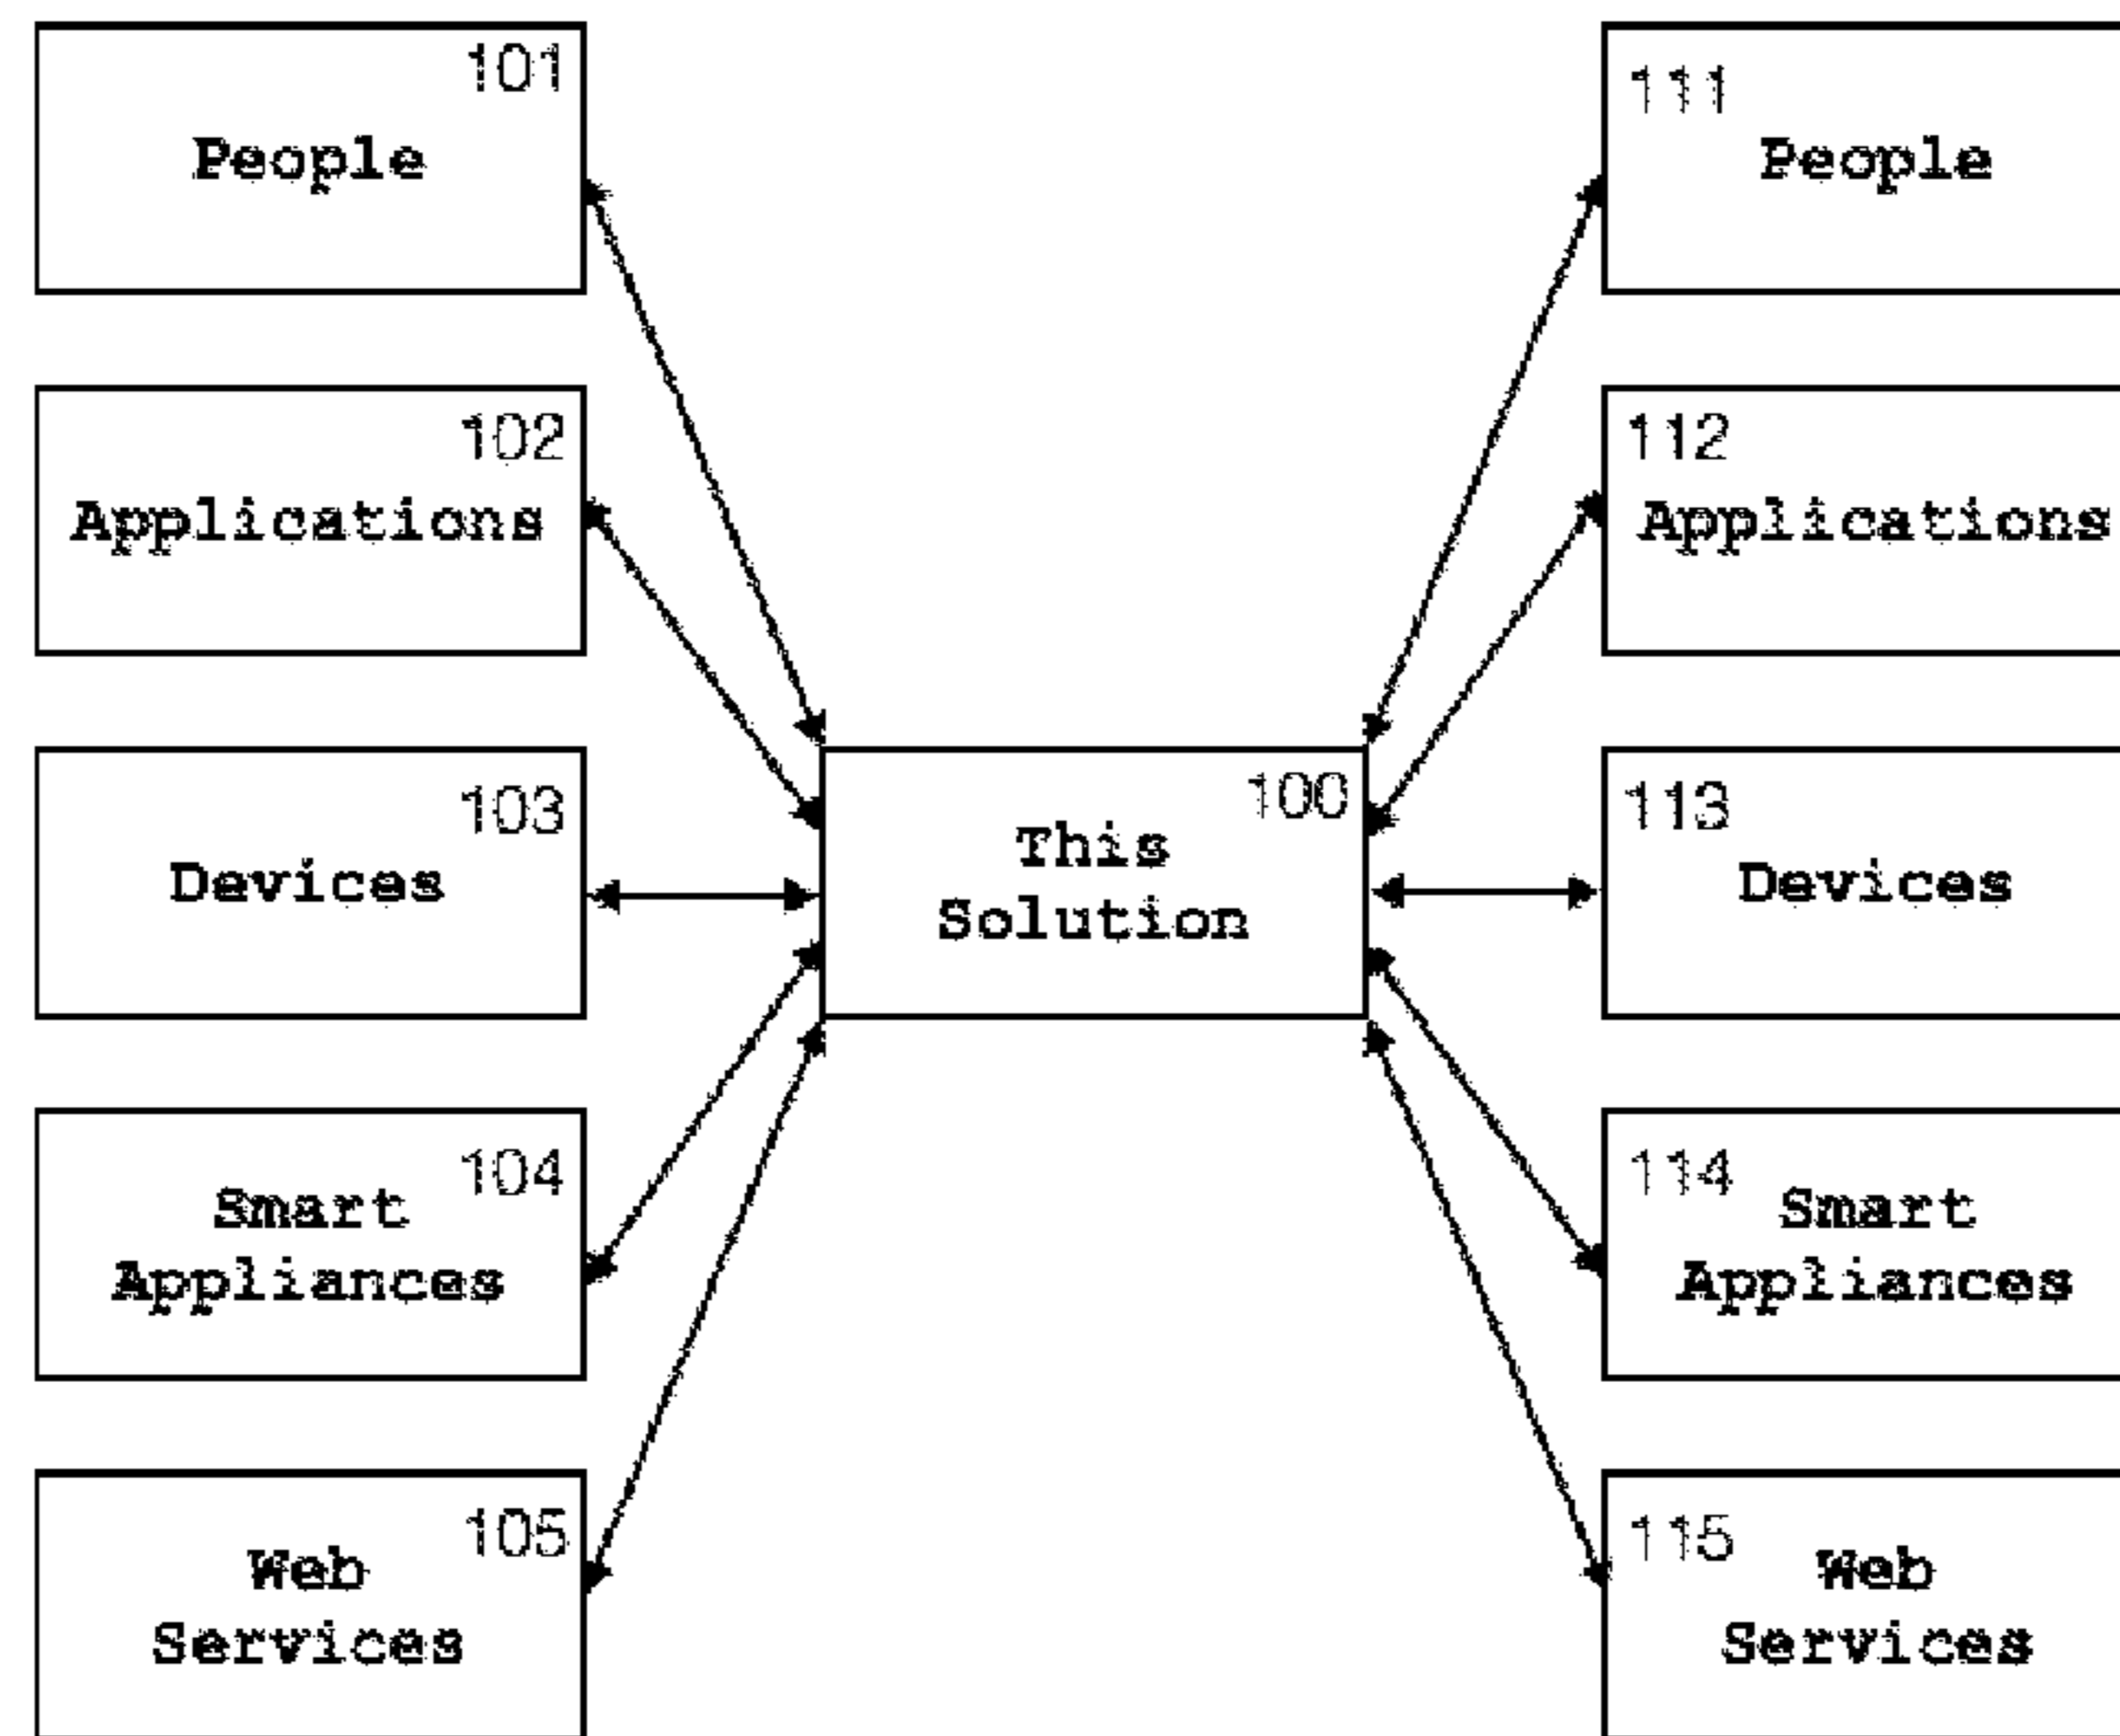 101
People
102
Applications
103
Devices
104
Smart
Appliances
105
Web
Services
100
This
Solution
111
People
112
Applications
113
Devices
114
Smart
Appliances
115
Web
Services